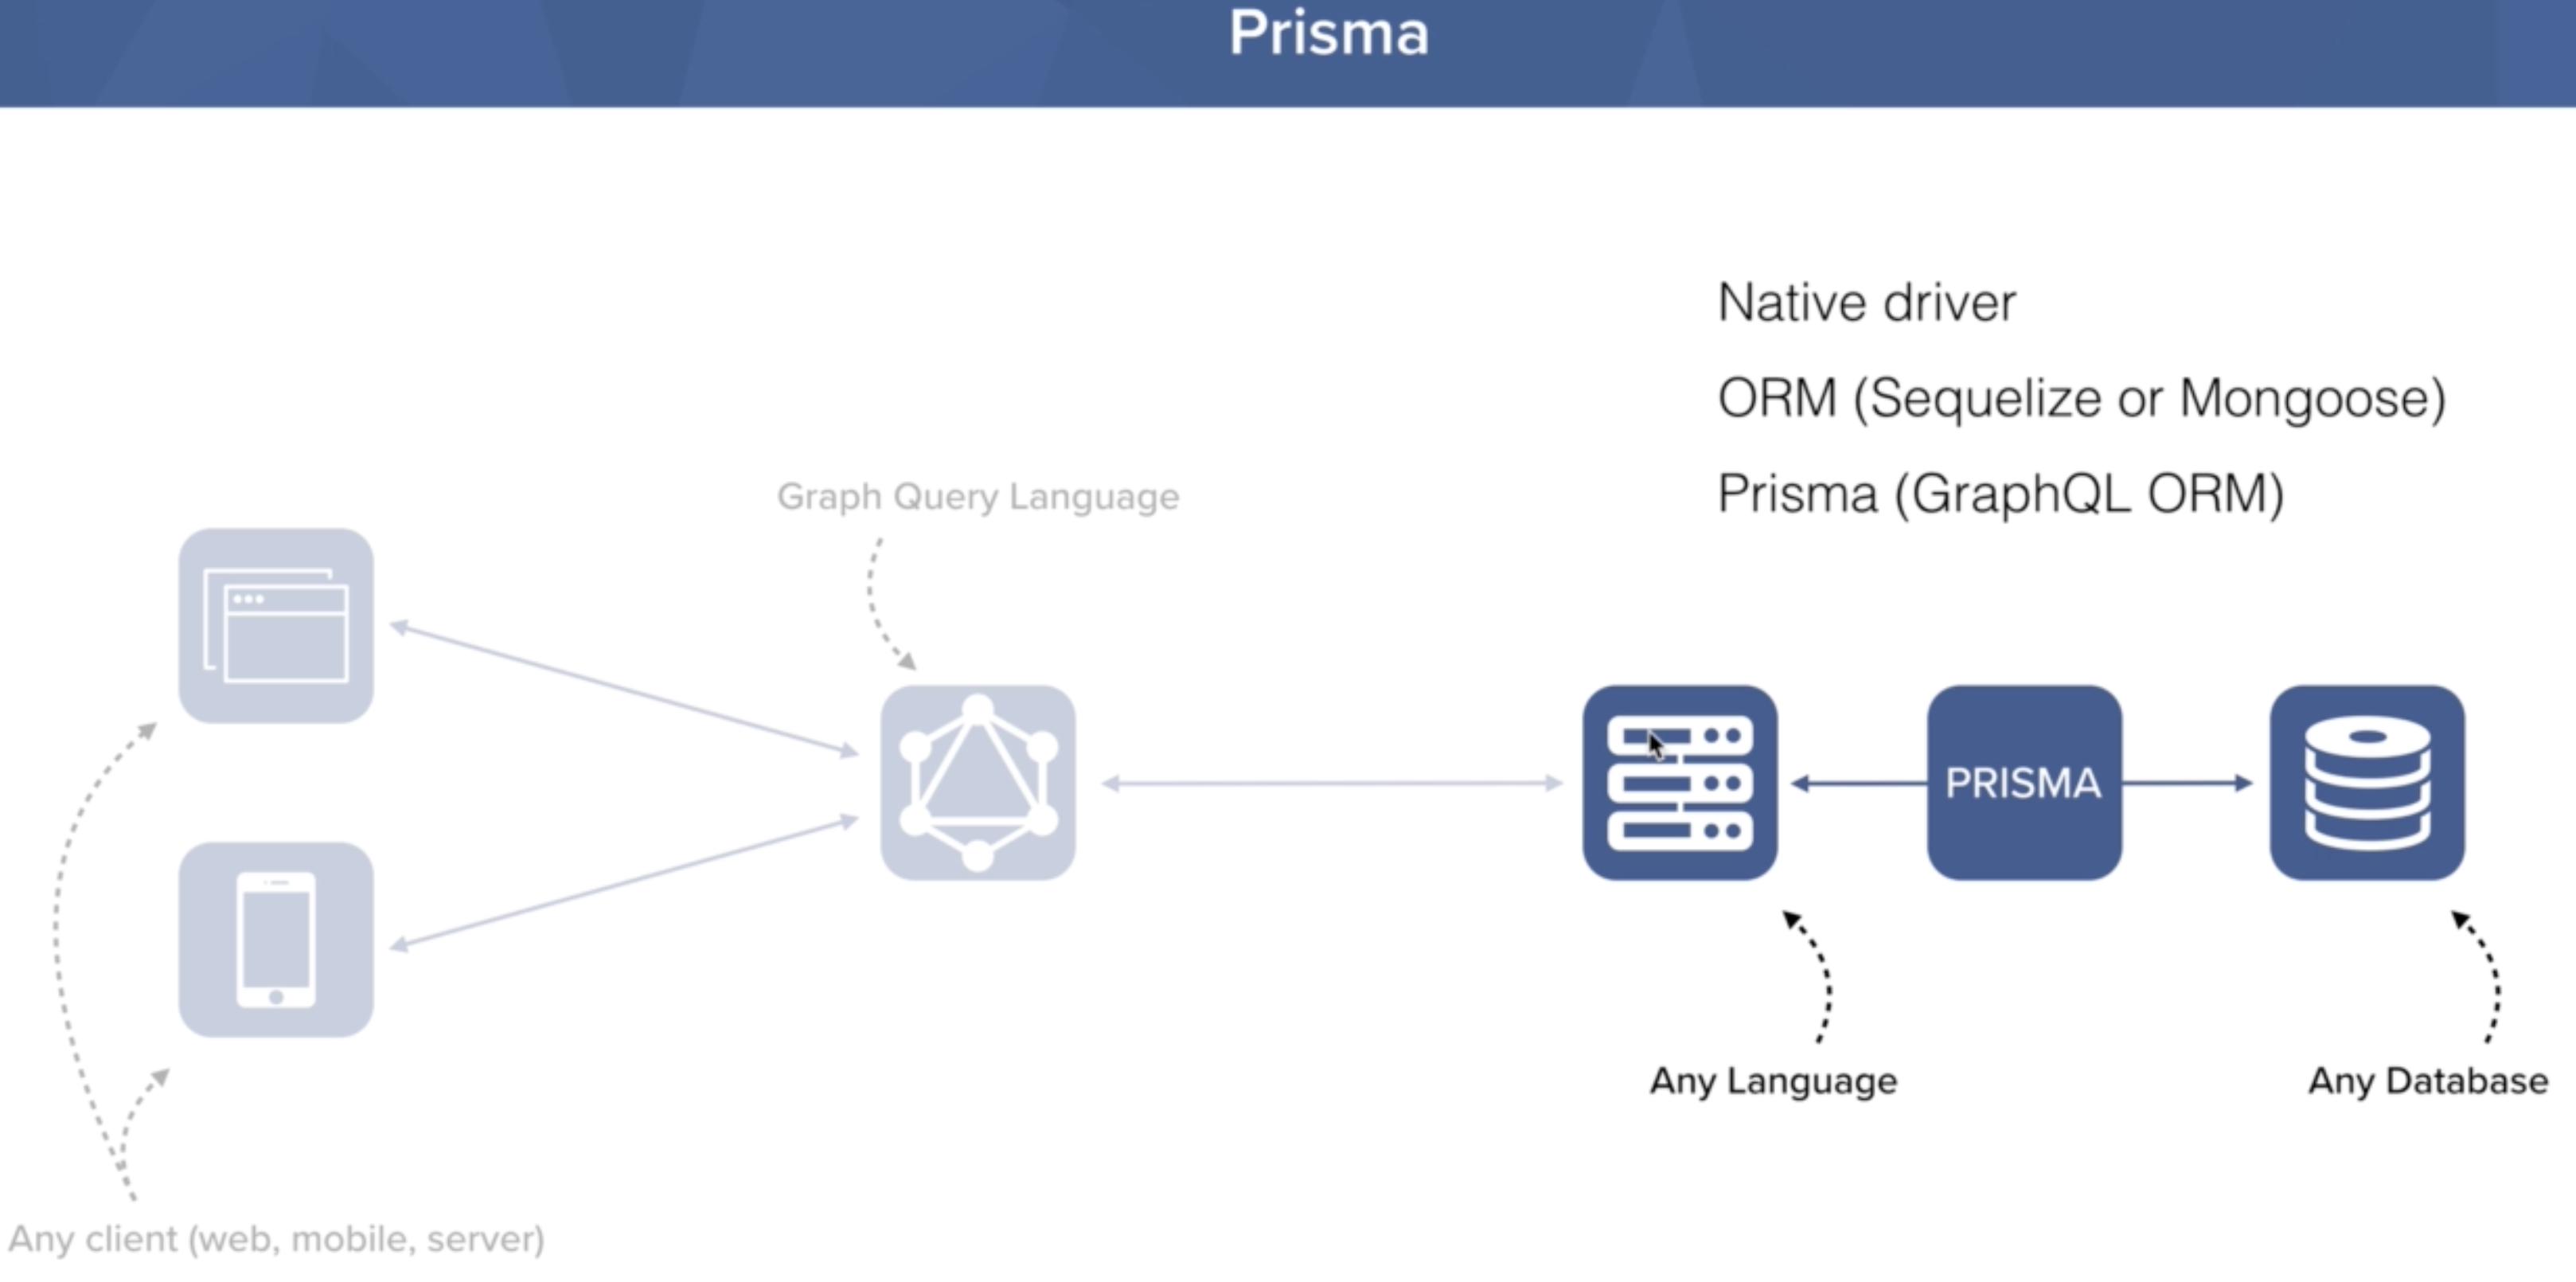 Prisma
Native driver
ORM (Sequelize or Mongoose)
Prisma (GraphQL ORM)
Graph Query Language
PRISMA
Any Language
Any Database
Any client (web, mobile, server)